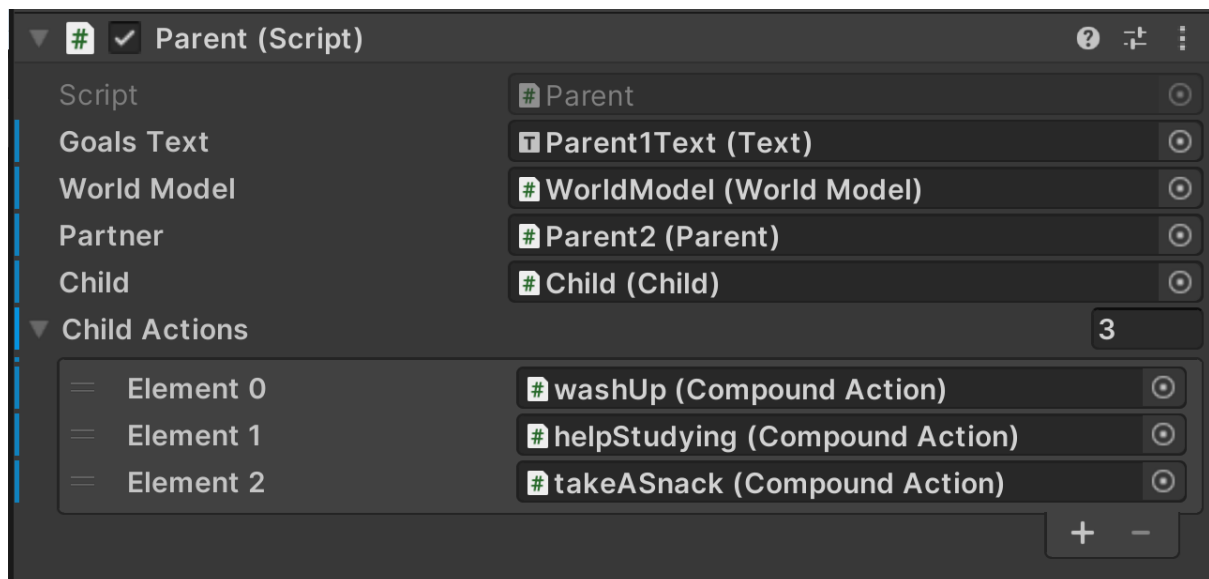 # Parent (Script)
Script # Parent
Goals Text T Parent1Text (Text)
World Model # WorldModel (World Model)
Partner # Parent2 (Parent)
Child # Child (Child)
Child Actions 3
Element 0 # washUp (Compound Action)
Element 1 # helpStudying (Compound Action)
Element 2 # takeASnack (Compound Action)
+ −